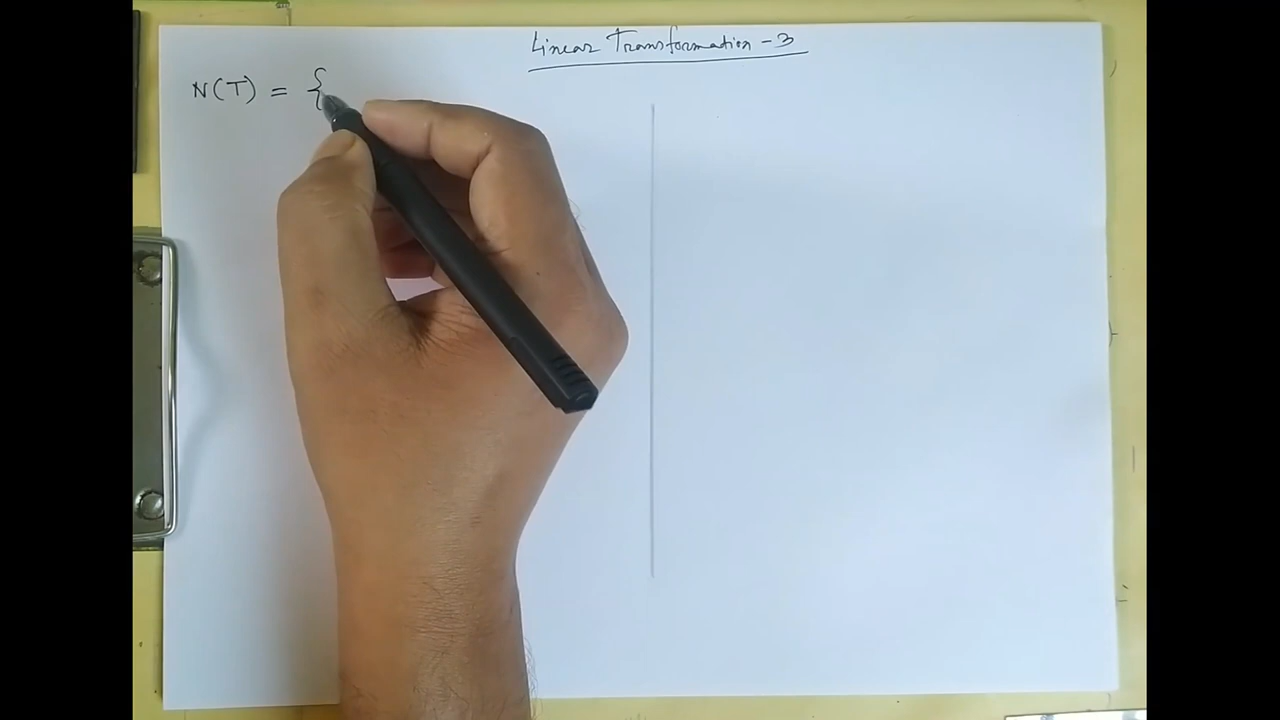 Linear Transformation - 3
N(T) = {